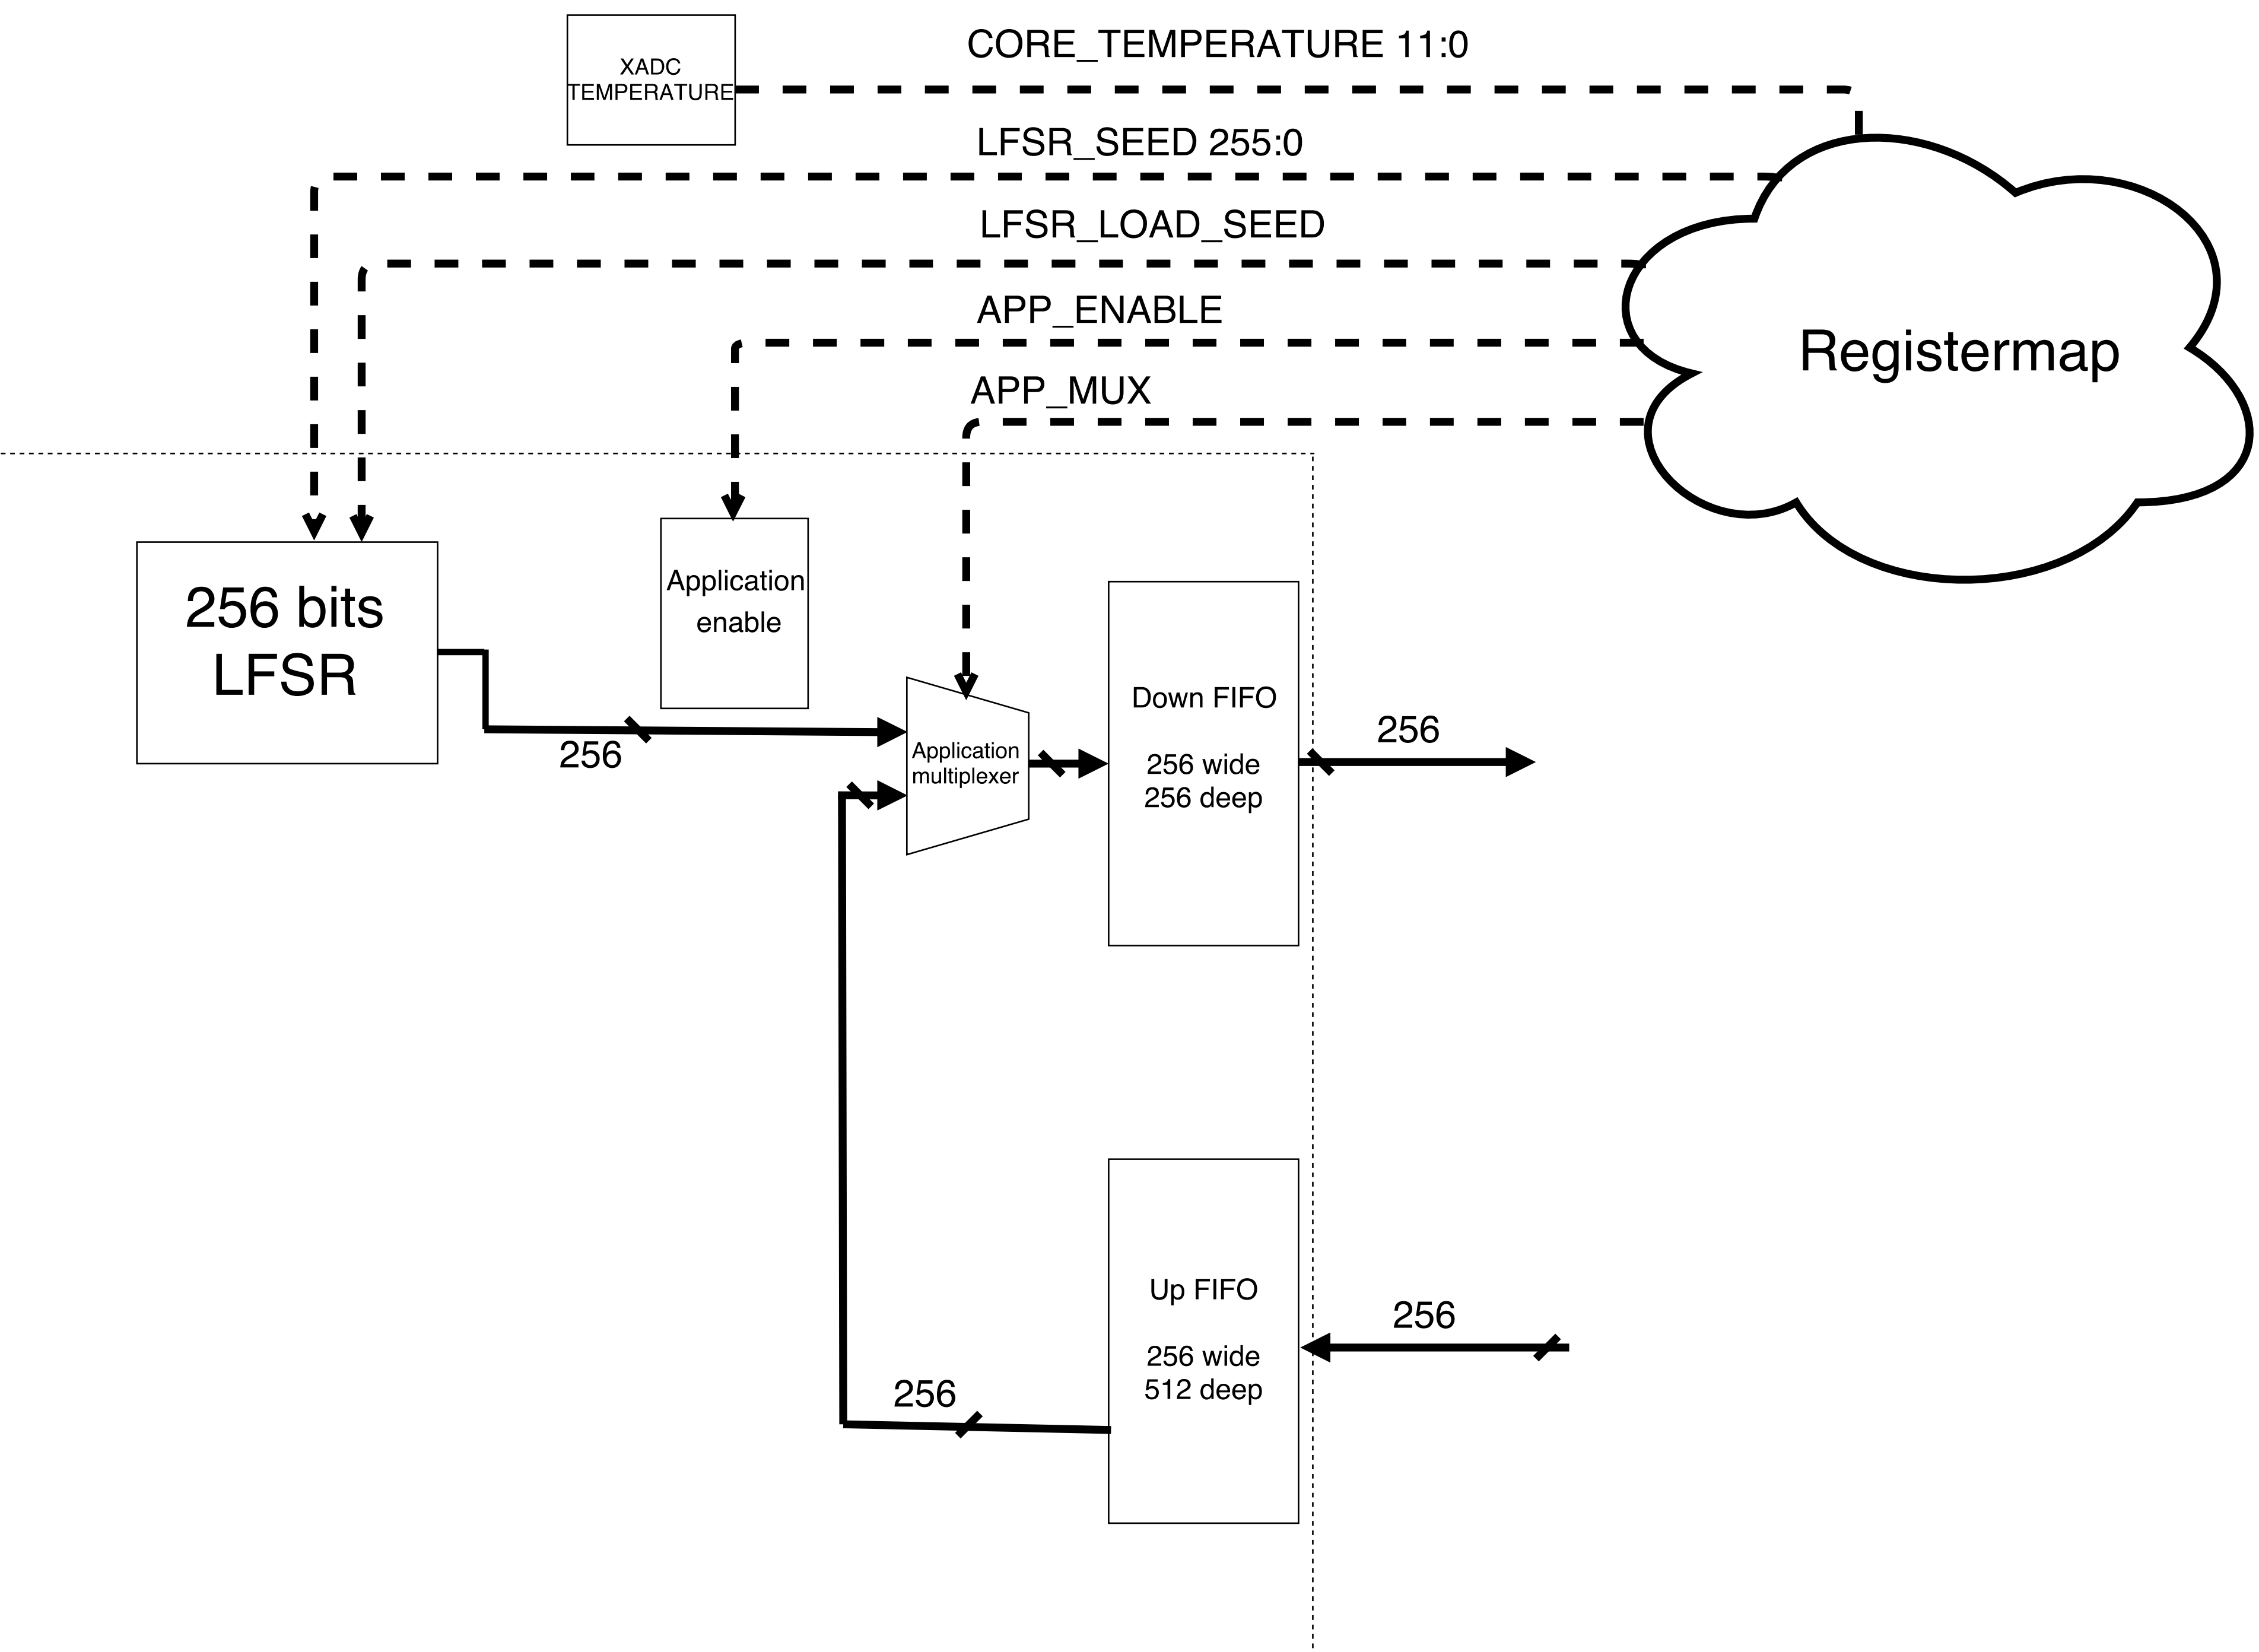 CORE_TEMPERATURE 11:0
XADC
TEMPERATURE
LFSR_SEED 255:0
LFSR_LOAD_SEED
APP_ENABLE
Registermap
APP_MUX
256 bits
LFSR
Application
enable
Down FIFO
256 wide
256 deep
256
256
Application
multiplexer
Up FIFO
256 wide
512 deep
256
256